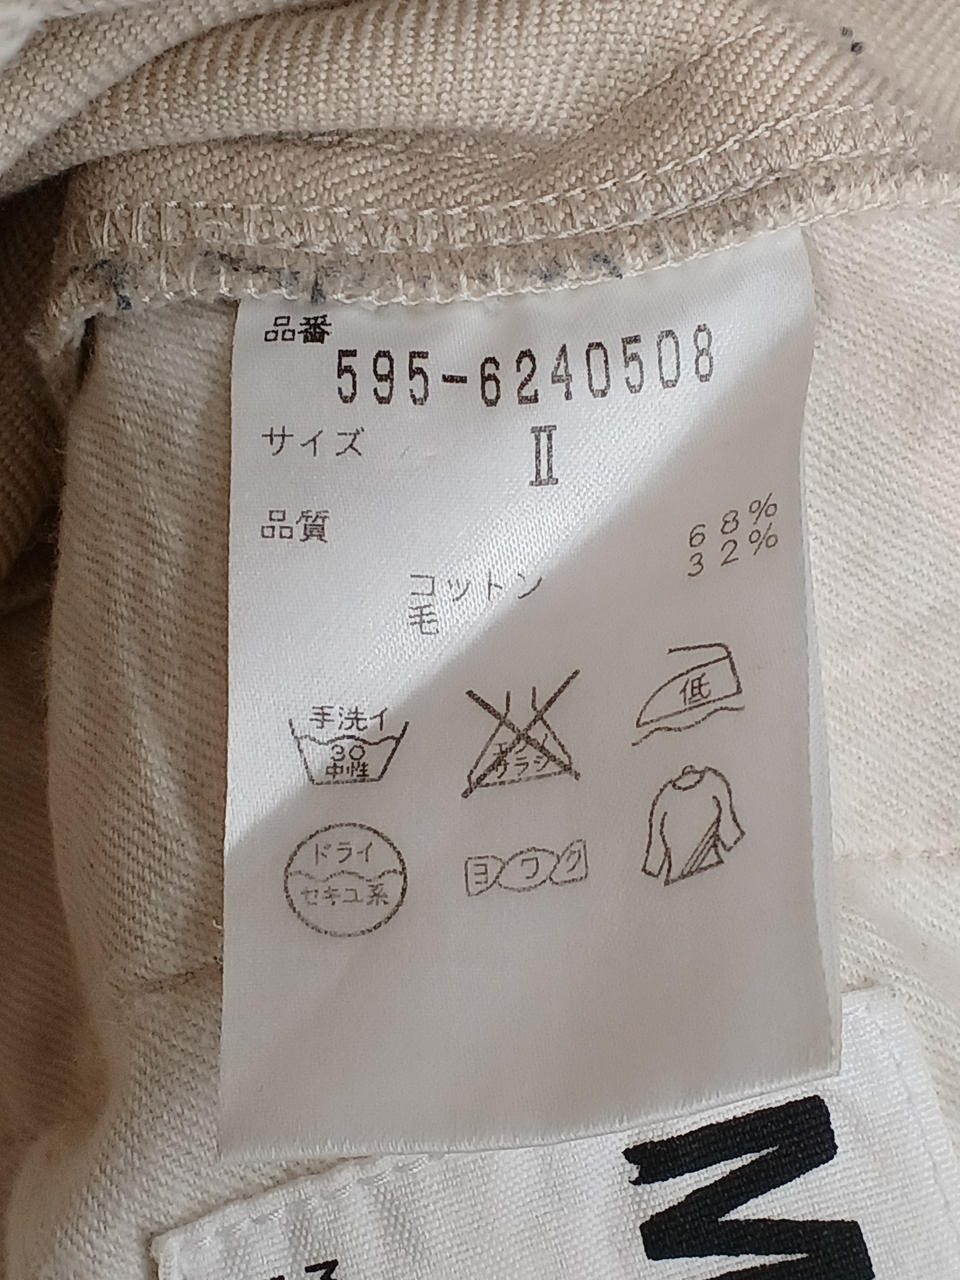 品番
595-6240508
サイズ
II
品質
コットン 68%
毛 32%
手洗イ
30
中性
エンソ
サラシ
低
ドライ
セキユ系
ヨワク
M